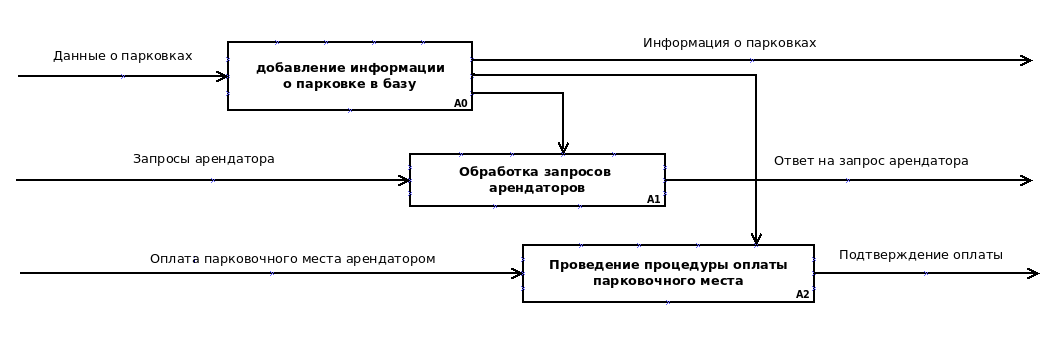 Данные о парковках
Информация о парковках
добавление информации
о парковке в базу
A0
Запросы арендатора
Ответ на запрос арендатора
Обработка запросов
арендаторов
A1
Оплата парковочного места арендатором
Подтверждение оплаты
Проведение процедуры оплаты
парковочного места
A2